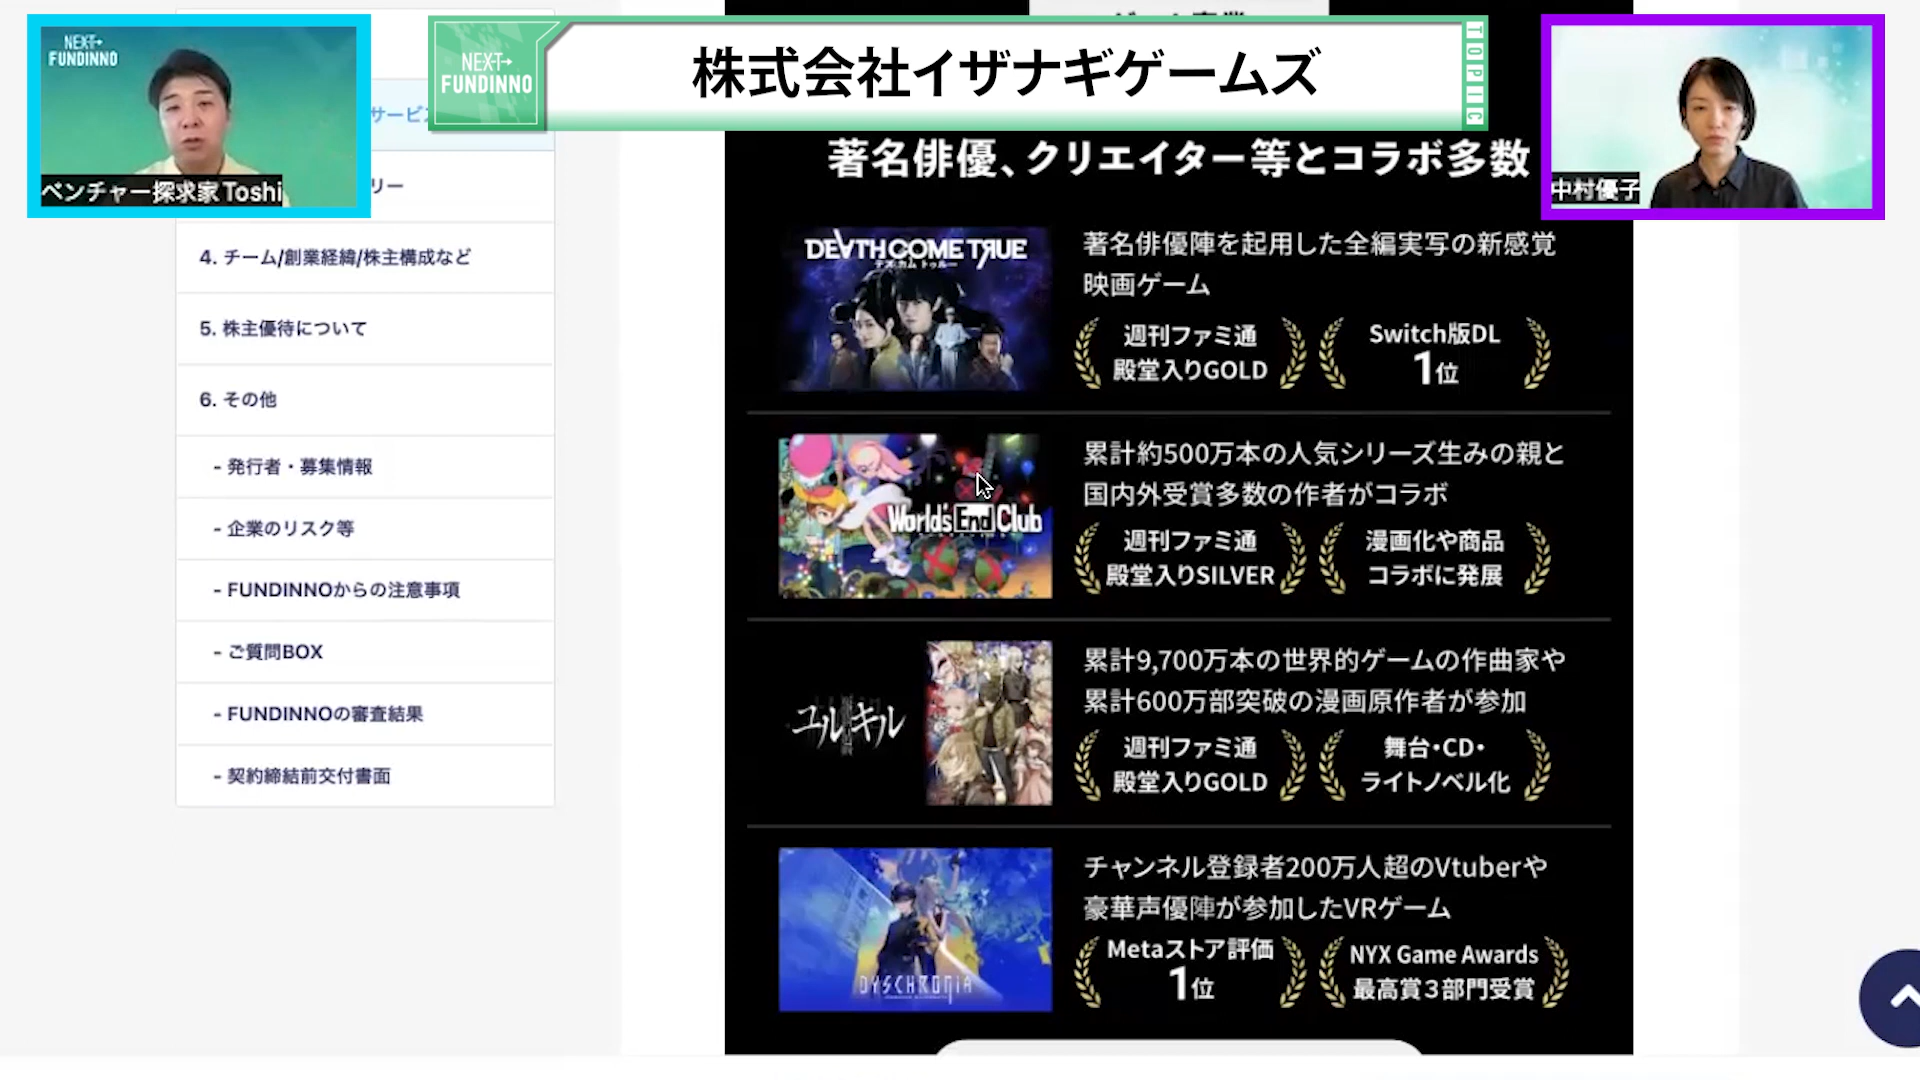 NEXT→
FUNDINNO
ベンチャー探求家 Toshi
NEXT→
FUNDINNO
株式会社イザナギゲームズ
TOPIC
中村優子
サービス
リー
4. チーム/創業経緯/株主構成など
5. 株主優待について
6. その他
- 発行者・募集情報
- 企業のリスク等
- FUNDINNOからの注意事項
- ご質問BOX
- FUNDINNOの審査結果
- 契約締結前交付書面
著名俳優、クリエイター等とコラボ多数
DEATH COME TRUE
デスカムトゥルー
著名俳優陣を起用した全編実写の新感覚
映画ゲーム
週刊ファミ通
殿堂入りGOLD
Switch版DL
1位
World's End Club
累計約500万本の人気シリーズ生みの親と
国内外受賞多数の作者がコラボ
週刊ファミ通
殿堂入りSILVER
漫画化や商品
コラボに発展
ユルキル
累計9,700万本の世界的ゲームの作曲家や
累計600万部突破の漫画原作者が参加
週刊ファミ通
殿堂入りGOLD
舞台・CD・
ライトノベル化
DYSCHRONIA
チャンネル登録者200万人超のVtuberや
豪華声優陣が参加したVRゲーム
Metaストア評価
1位
NYX Game Awards
最高賞3部門受賞